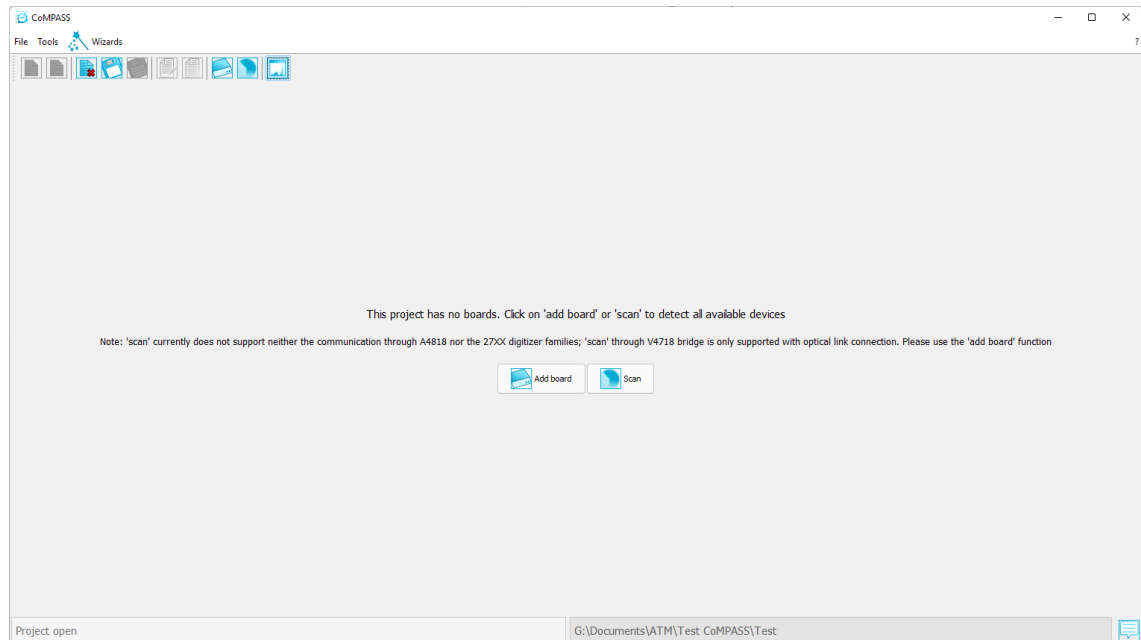 CoMPASS
File Tools Wizards ?
This project has no boards. Click on 'add board' or 'scan' to detect all available devices
Note: 'scan' currently does not support neither the communication through A4818 nor the 27XX digitizer families; 'scan' through V4718 bridge is only supported with optical link connection. Please use the 'add board' function
Add board Scan
Project open G:\Documents\ATM\Test CoMPASS\Test